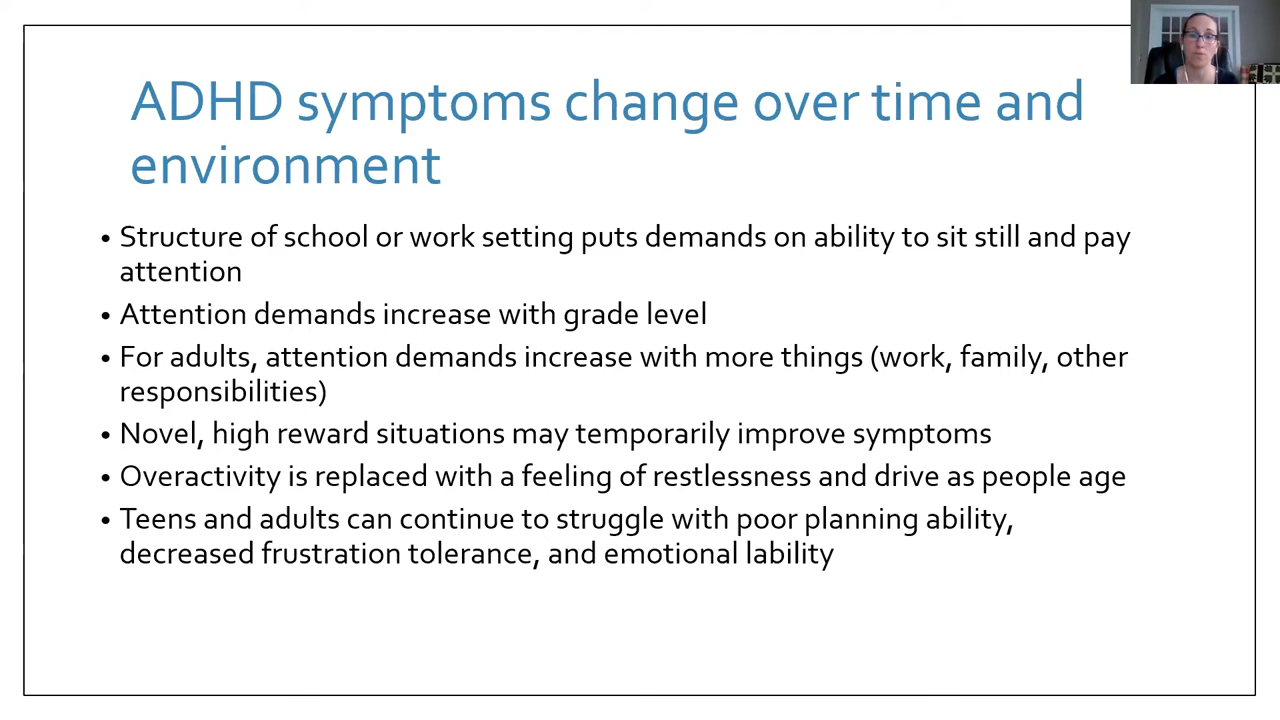 ADHD symptoms change over time and
environment
• Structure of school or work setting puts demands on ability to sit still and pay
attention
• Attention demands increase with grade level
• For adults, attention demands increase with more things (work, family, other
responsibilities)
• Novel, high reward situations may temporarily improve symptoms
• Overactivity is replaced with a feeling of restlessness and drive as people age
• Teens and adults can continue to struggle with poor planning ability,
decreased frustration tolerance, and emotional lability